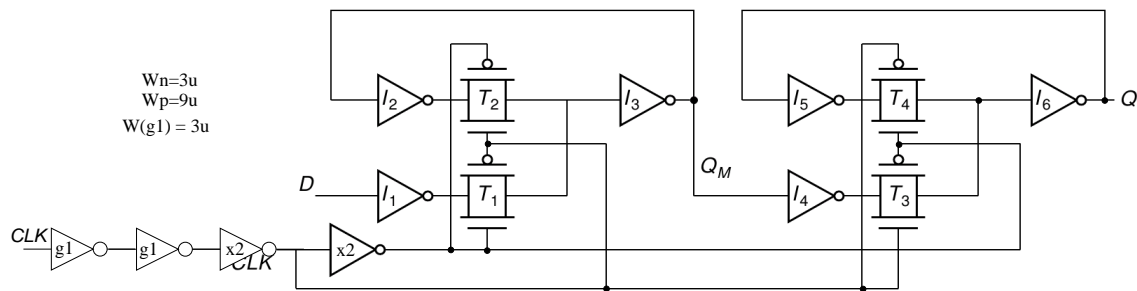 Wn=3u
Wp=9u
W(g1) = 3u
I2
T2
I3
I5
T4
I6
Q
D
I1
T1
QM
I4
T3
CLK
g1
g1
x2
CLK
x2